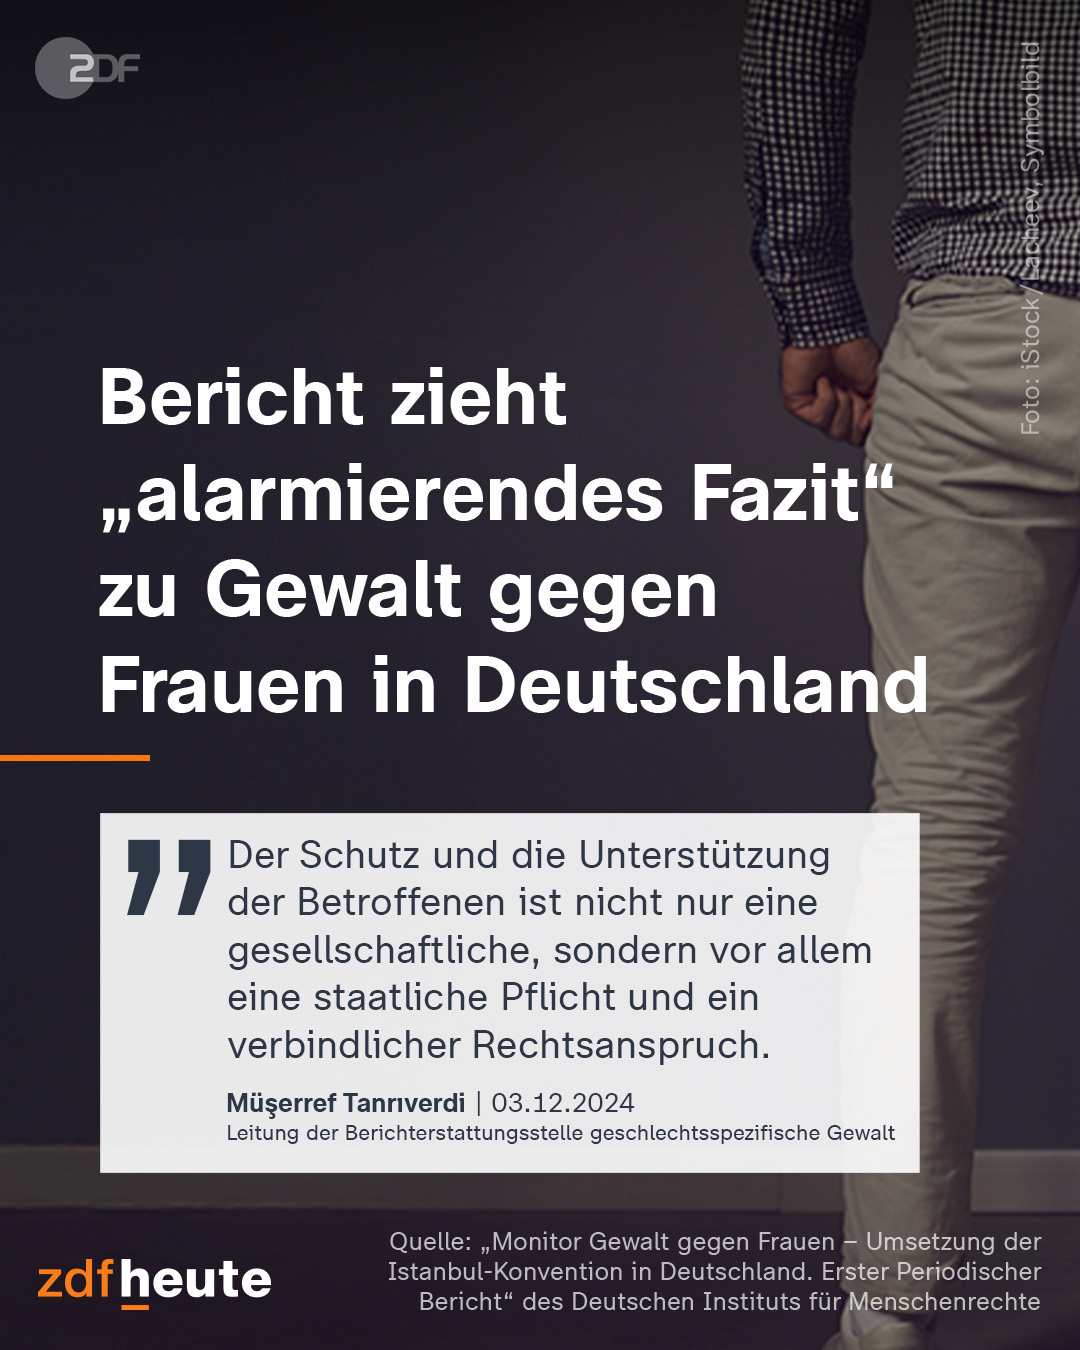 ZDF
Foto: iStock/Lacheev, Symbolbild
Bericht zieht
„alarmierendes Fazit“
zu Gewalt gegen
Frauen in Deutschland
” Der Schutz und die Unterstützung
der Betroffenen ist nicht nur eine
gesellschaftliche, sondern vor allem
eine staatliche Pflicht und ein
verbindlicher Rechtsanspruch.
Müşerref Tanrıverdi | 03.12.2024
Leitung der Berichterstattungsstelle geschlechtsspezifische Gewalt
Quelle: „Monitor Gewalt gegen Frauen – Umsetzung der
Istanbul-Konvention in Deutschland. Erster Periodischer
Bericht“ des Deutschen Instituts für Menschenrechte
zdfheute